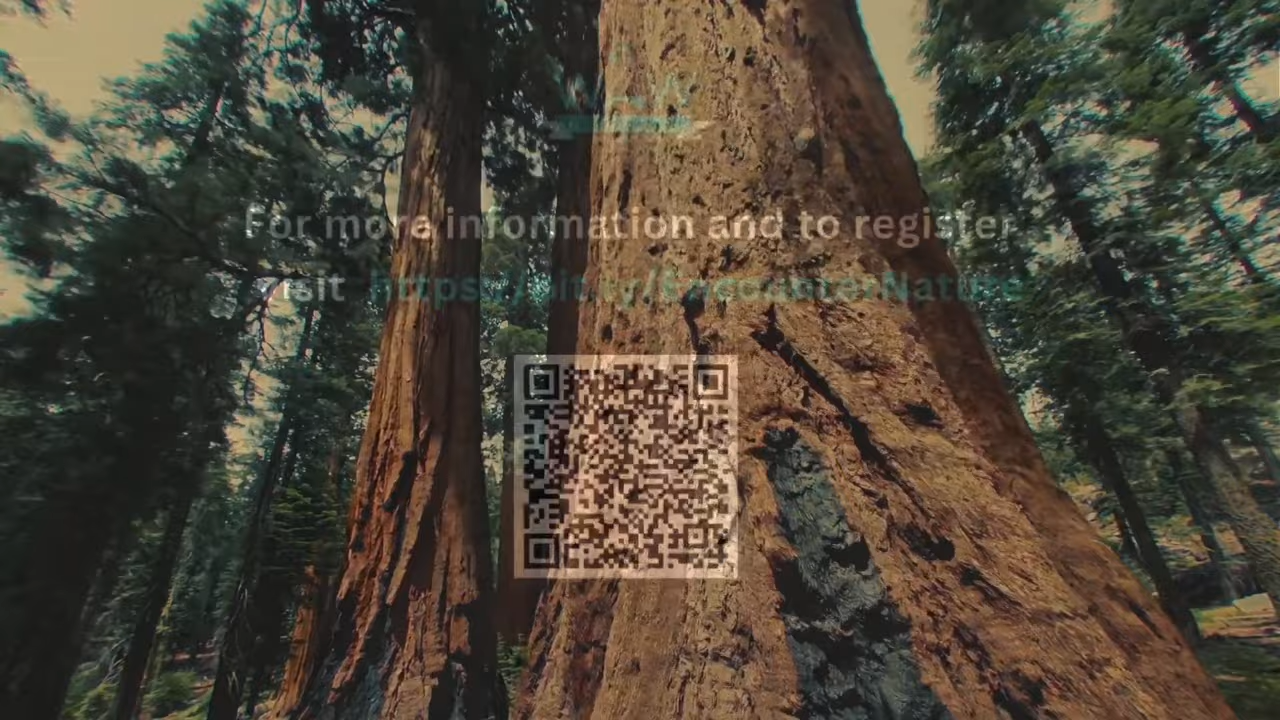 For more information and to register
visit https://bit.ly/EncounterNature